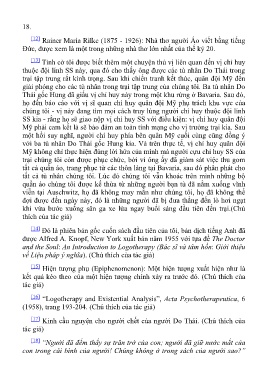 18.
[12] Rainer Maria Rilke (1875 - 1926): Nhà thơ người Áo viết bằng tiếng
Đức, được xem là một trong những nhà thơ lớn nhất của thế kỷ 20.
[13] Tình cờ tôi được biết thêm một chuyện thú vị liên quan đến vị chỉ huy
thuộc đội lính SS này, qua đó cho thấy ông được các tù nhân Do Thái trong
trại tập trung rất kính trọng. Sau khi chiến tranh kết thúc, quân đội Mỹ đến
giải phóng cho các tù nhân trong trại tập trung của chúng tôi. Ba tù nhân Do
Thái gốc Hung đã giấu vị chỉ huy này trong một khu rừng ở Bavaria. Sau đó,
họ đến báo cáo với vị sĩ quan chỉ huy quân đội Mỹ phụ trách khu vực của
chúng tôi - vị này đang tìm mọi cách truy lùng người chỉ huy thuộc đội lính
SS kia - rằng họ sẽ giao nộp vị chỉ huy SS với điều kiện: vị chỉ huy quân đội
Mỹ phải cam kết là sẽ bảo đảm an toàn tính mạng cho vị trưởng trại kia. Sau
một hồi suy nghĩ, người chỉ huy phía bên quân Mỹ cuối cùng cũng đồng ý
với ba tù nhân Do Thái gốc Hung kia. Và trên thực tế, vị chỉ huy quân đội
Mỹ không chỉ thực hiện đúng lời hứa của mình mà người cựu chỉ huy SS của
trại chúng tôi còn được phục chức, bởi vì ông ấy đã giám sát việc thu gom
tất cả quần áo, trang phục từ các thôn làng tại Bavaria, sau đó phân phát cho
tất cả tù nhân chúng tôi. Lúc đó chúng tôi vẫn khoác trên mình những bộ
quần áo chúng tôi được kế thừa từ những người bạn tù đã nằm xuống vĩnh
viễn tại Auschwitz, họ đã không may mắn như chúng tôi, họ đã không thể
đợi được đến ngày này, đó là những người đã bị đưa thẳng đến lò hơi ngạt
khi vừa bước xuống sân ga xe lửa ngay buổi sáng đầu tiên đến trại.(Chú
thích của tác giả)
[14] Đó là phiên bản gốc cuốn sách đầu tiên của tôi, bản dịch tiếng Anh đã
được Alfred A. Knopf, New York xuất bản năm 1955 với tựa đề The Doctor
and the Soul: An Introduction to Logotherapy (Bác sĩ và tâm hồn: Giới thiệu
về Liệu pháp ý nghĩa). (Chú thích của tác giả)
[15] Hiện tượng phụ (Epiphenomenon): Một hiện tượng xuất hiện như là
kết quả kéo theo của một hiện tượng chính xảy ra trước đó. (Chú thích của
tác giả)
[16] "Logotherapy and Existential Analysis", Acta Psychotherapeutica, 6
(1958), trang 193-204. (Chú thích của tác giả)
[17] Kinh cầu nguyện cho người chết của người Do Thái. (Chú thích của
tác giả)
[18] "Người đã đếm thấy sự trăn trở của con; người đã giữ nước mắt của
con trong cái bình của người! Chúng không ở trong sách của người sao?"